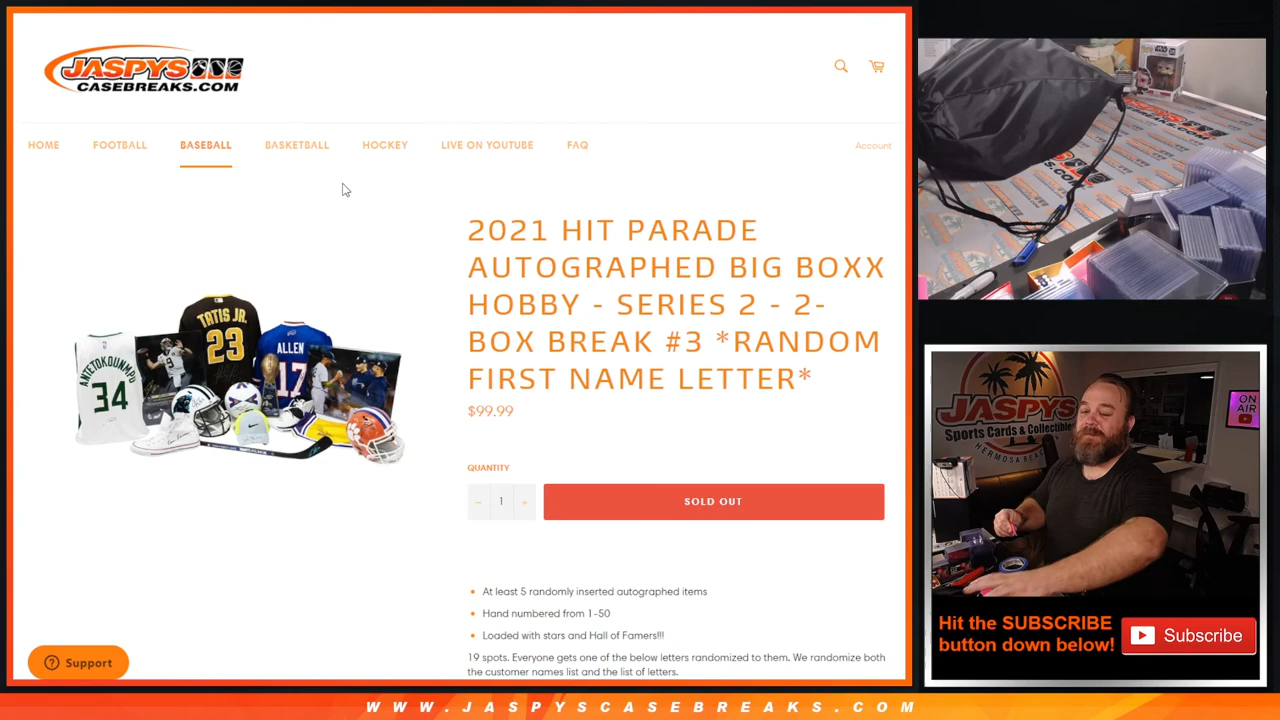 JASPYS
CASEBREAKS.COM
HOME
FOOTBALL
BASEBALL
BASKETBALL
HOCKEY
LIVE ON YOUTUBE
FAQ
Account
2021 HIT PARADE
AUTOGRAPHED BIG BOXX
HOBBY - SERIES 2 - 2-
BOX BREAK #3 *RANDOM
FIRST NAME LETTER*
$99.99
QUANTITY
− 1 +
SOLD OUT
At least 5 randomly inserted autographed items
Hand numbered from 1-50
Loaded with stars and Hall of Famers!!!
19 spots. Everyone gets one of the below letters randomized to them. We randomize both
the customer names list and the list of letters.
Support
ANTETOKOUNMPO
34
TATIS JR.
23
ALLEN
17
JASPYS
Sports Cards & Collectibles
HERMOSA BEACH
ON
AIR
Hit the SUBSCRIBE
button down below!
Subscribe
WWW.JASPYSCASEBREAKS.COM